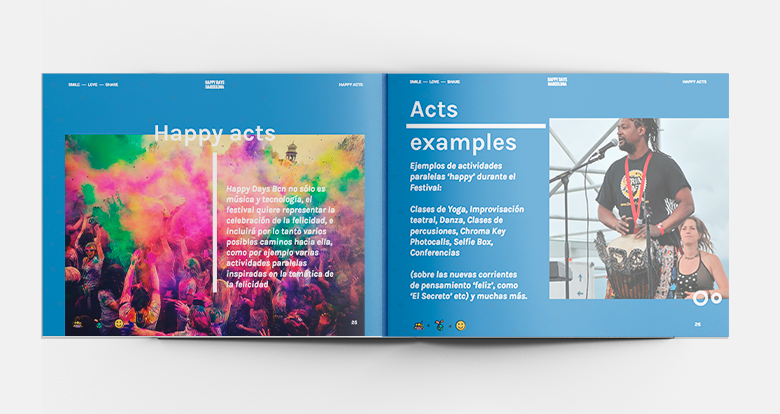 SMILE — LOVE — SHARE
HAPPY DAYS
BARCELONA
HAPPY ACTS
Happy acts
Happy Days Bcn no sólo es
música y tecnología, el
festival quiere representar la
celebración de la felicidad, e
incluirá por lo tanto varios
posibles caminos hacia ella,
como por ejemplo varias
actividades paralelas
inspiradas en la temática de
la felicidad
25
SMILE — LOVE — SHARE
HAPPY DAYS
BARCELONA
HAPPY ACTS
Acts
examples
Ejemplos de actividades
paralelas ‘happy’ durante el
Festival:
Clases de Yoga, Improvisación
teatral, Danza, Clases de
percusiones, Chroma Key
Photocalls, Selfie Box,
Conferencias
(sobre las nuevas corrientes
de pensamiento ‘feliz’, como
‘El Secreto’ etc) y muchas más.
26